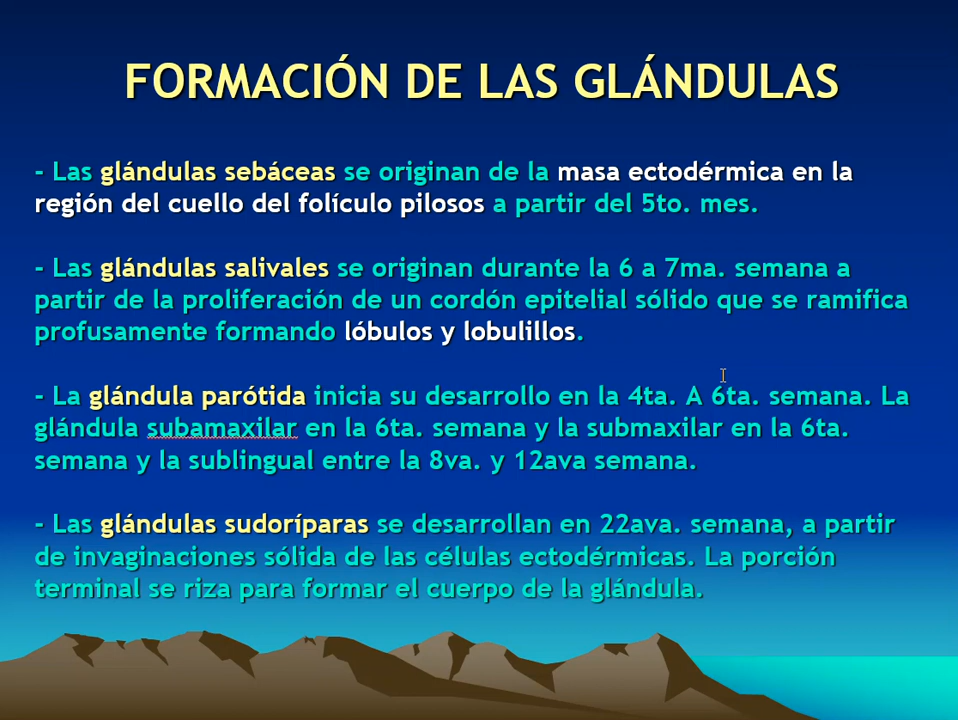 FORMACIÓN DE LAS GLÁNDULAS
- Las glándulas sebáceas se originan de la masa ectodérmica en la
región del cuello del folículo pilosos a partir del 5to. mes.
- Las glándulas salivales se originan durante la 6 a 7ma. semana a
partir de la proliferación de un cordón epitelial sólido que se ramifica
profusamente formando lóbulos y lobulillos.
- La glándula parótida inicia su desarrollo en la 4ta. A 6ta. semana. La
glándula subamaxilar en la 6ta. semana y la submaxilar en la 6ta.
semana y la sublingual entre la 8va. y 12ava semana.
- Las glándulas sudoríparas se desarrollan en 22ava. semana, a partir
de invaginaciones sólida de las células ectodérmicas. La porción
terminal se riza para formar el cuerpo de la glándula.